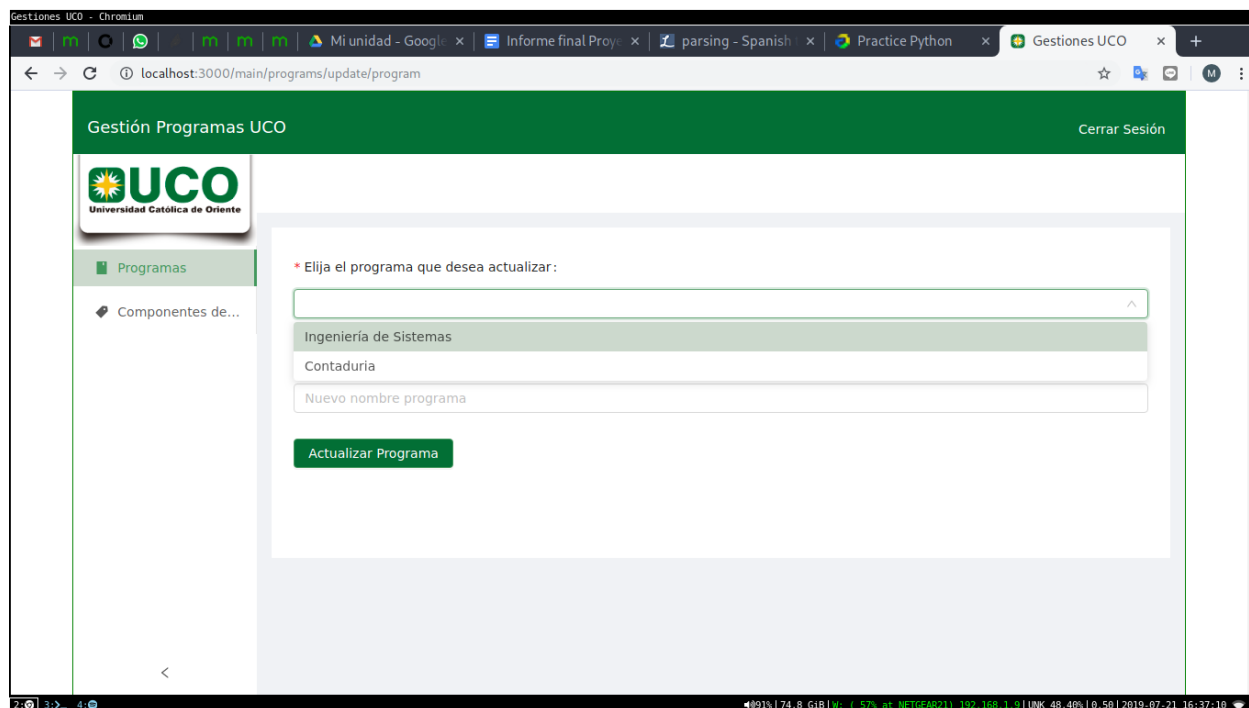 Gestiones UCO - Chromium
Mi unidad - Google
Informe final Proye
parsing - Spanish
Practice Python
Gestiones UCO
localhost:3000/main/programs/update/program
M
Gestión Programas UCO
Cerrar Sesión
UCO
Universidad Católica de Oriente
Programas
* Elija el programa que desea actualizar:
Componentes de...
Ingeniería de Sistemas
Contaduria
Nuevo nombre programa
Actualizar Programa
2: 3: 4: 91%|74.8 GiB|W: ( 57% at NETGEAR21) 192.168.1.9|UNK 48.40%|0.50|2019-07-21 16:37:10